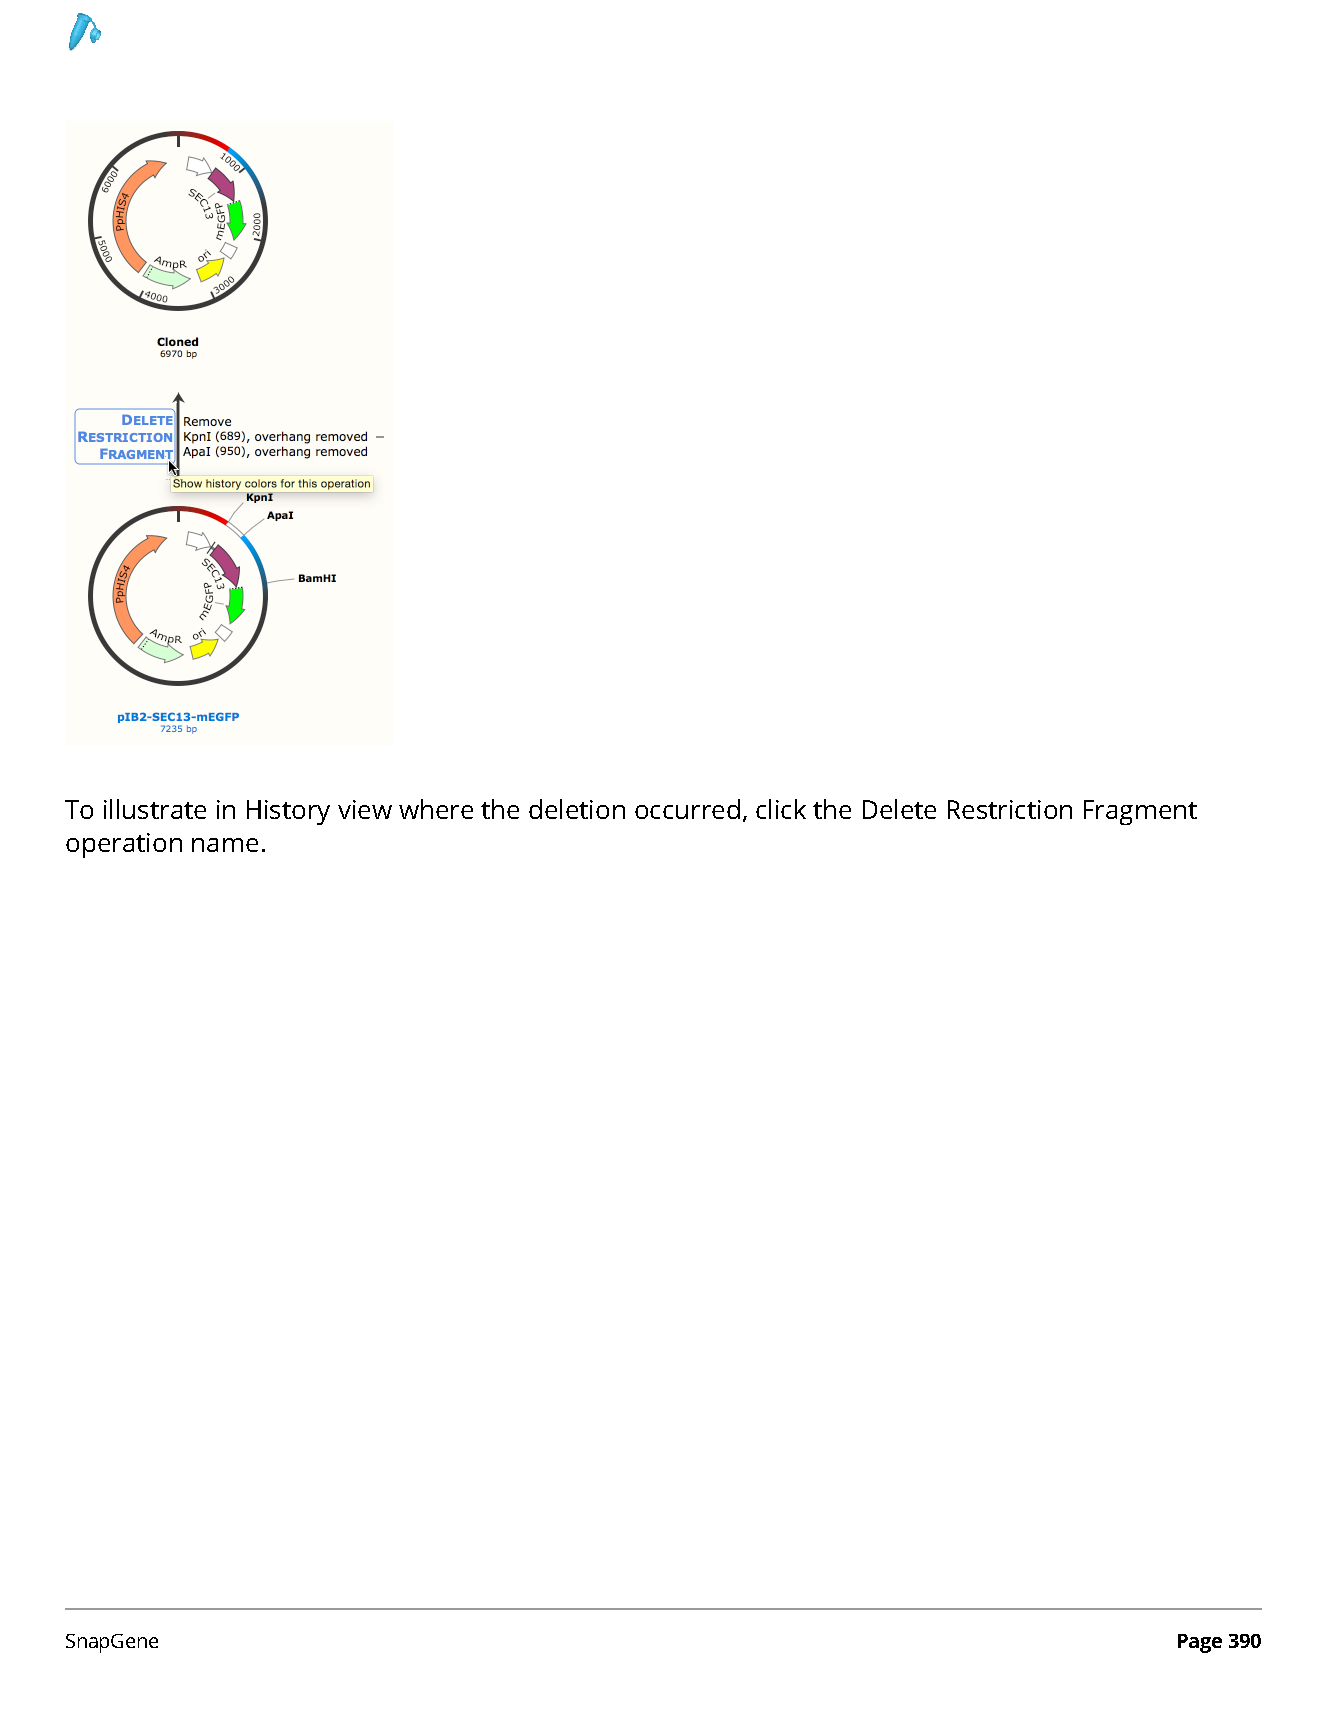 1000
6000
PpHIS4
SEC13
mEGFP
2000
5000
AmpR
ori
4000
3000
Cloned
6970 bp
DELETE
RESTRICTION
FRAGMENT
Remove
KpnI (689), overhang removed –
ApaI (950), overhang removed
Show history colors for this operation
KpnI
ApaI
BamHI
PpHIS4
SEC13
mEGFP
AmpR
ori
pIB2-SEC13-mEGFP
7235 bp
To illustrate in History view where the deletion occurred, click the Delete Restriction Fragment
operation name.
SnapGene
Page 390